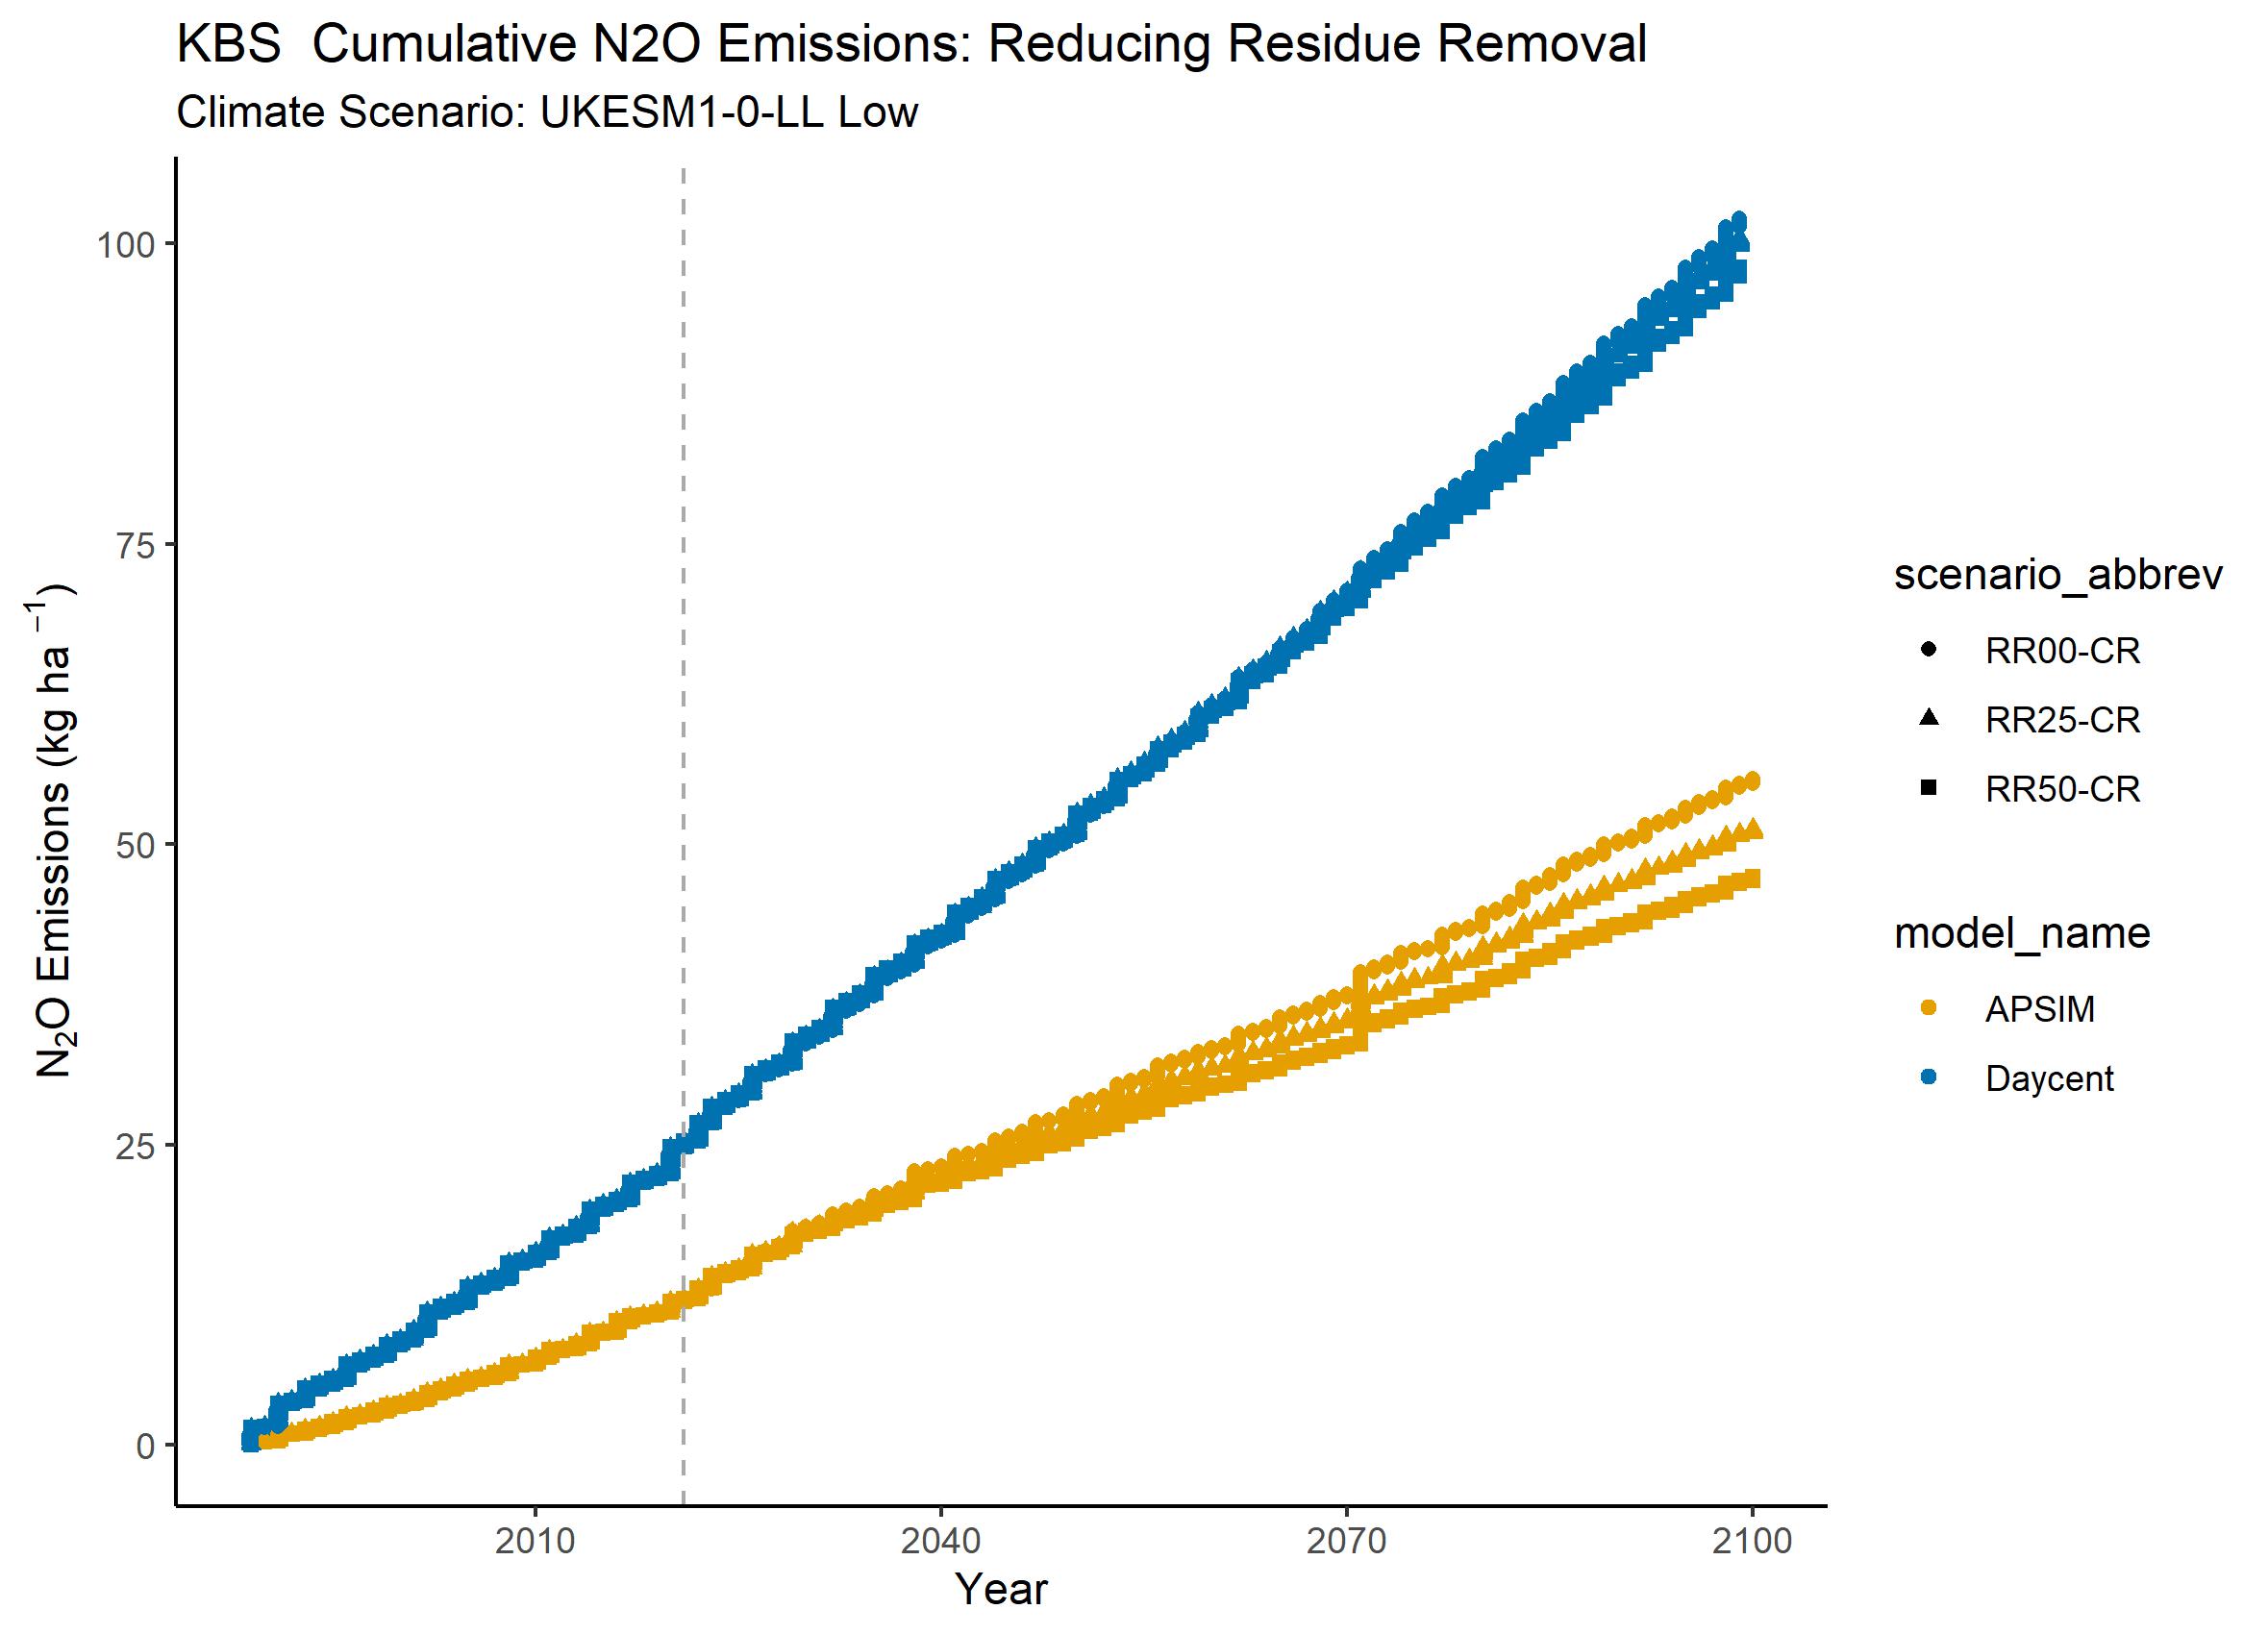 KBS  Cumulative N2O Emissions: Reducing Residue Removal
Climate Scenario: UKESM1-0-LL Low
N₂O Emissions (kg ha ⁻¹)
100
75
50
25
0
2010
2040
2070
2100
Year
scenario_abbrev
RR00-CR
RR25-CR
RR50-CR
model_name
APSIM
Daycent